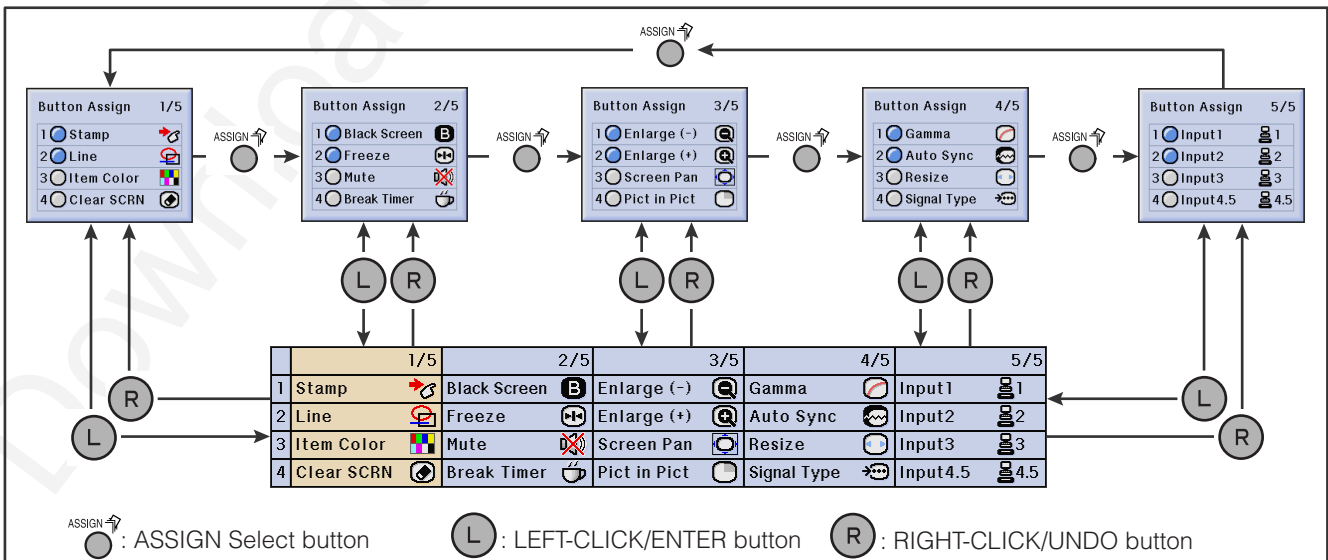 ASSIGN
Button Assign 1/5
1 Stamp
2 Line
3 Item Color
4 Clear SCRN
ASSIGN
Button Assign 2/5
1 Black Screen B
2 Freeze
3 Mute
4 Break Timer
ASSIGN
Button Assign 3/5
1 Enlarge (-)
2 Enlarge (+)
3 Screen Pan
4 Pict in Pict
ASSIGN
Button Assign 4/5
1 Gamma
2 Auto Sync
3 Resize
4 Signal Type
ASSIGN
Button Assign 5/5
1 Input1 1
2 Input2 2
3 Input3 3
4 Input4.5 4.5
L R L R L R
R
L
L
R
1/5 2/5 3/5 4/5 5/5
1 Stamp Black Screen B Enlarge (-) Gamma Input1 1
2 Line Freeze Enlarge (+) Auto Sync Input2 2
3 Item Color Mute Screen Pan Resize Input3 3
4 Clear SCRN Break Timer Pict in Pict Signal Type Input4.5 4.5
ASSIGN : ASSIGN Select button L : LEFT-CLICK/ENTER button R : RIGHT-CLICK/UNDO button